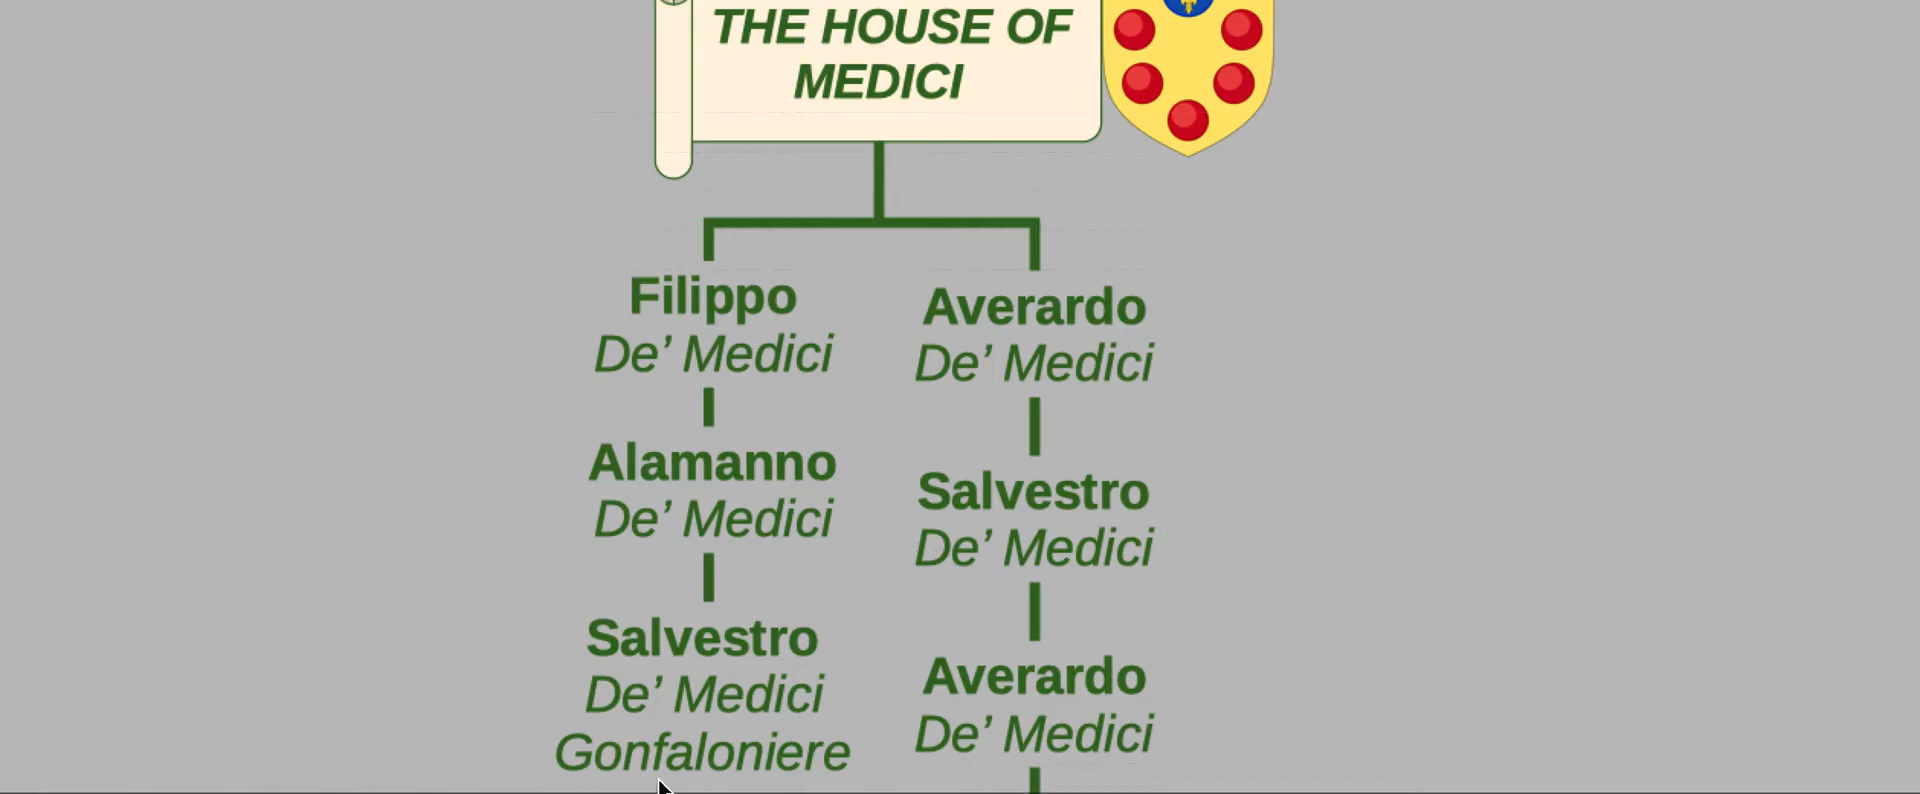 THE HOUSE OF
MEDICI
Filippo
De’ Medici
Averardo
De’ Medici
Alamanno
De’ Medici
Salvestro
De’ Medici
Salvestro
De’ Medici
Gonfaloniere
Averardo
De’ Medici